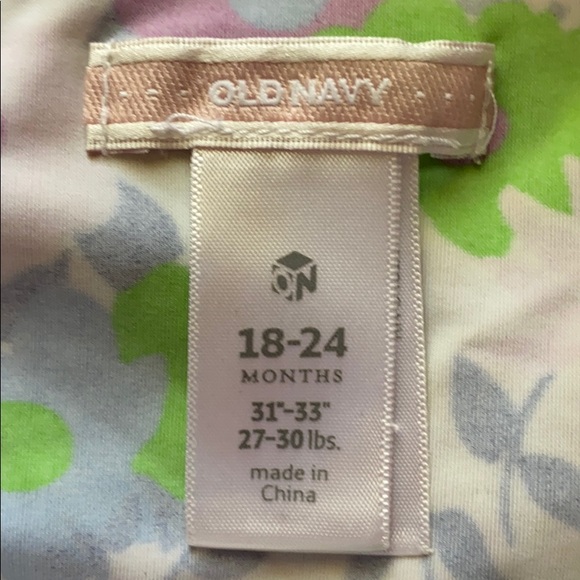 OLD NAVY
ON
18-24
MONTHS
31"-33"
27-30 lbs.
made in
China